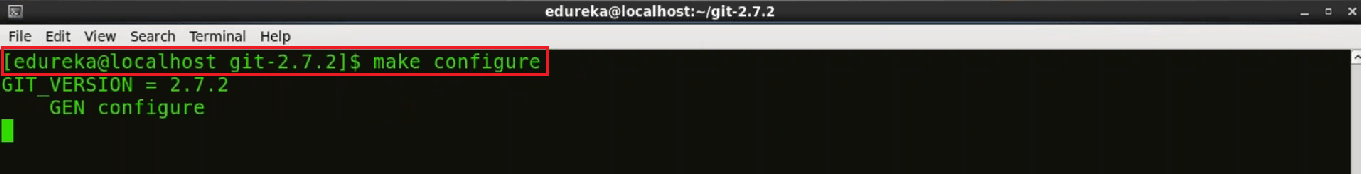 edureka@localhost:~/git-2.7.2
File Edit View Search Terminal Help
[edureka@localhost git-2.7.2]$ make configure
GIT_VERSION = 2.7.2
    GEN configure